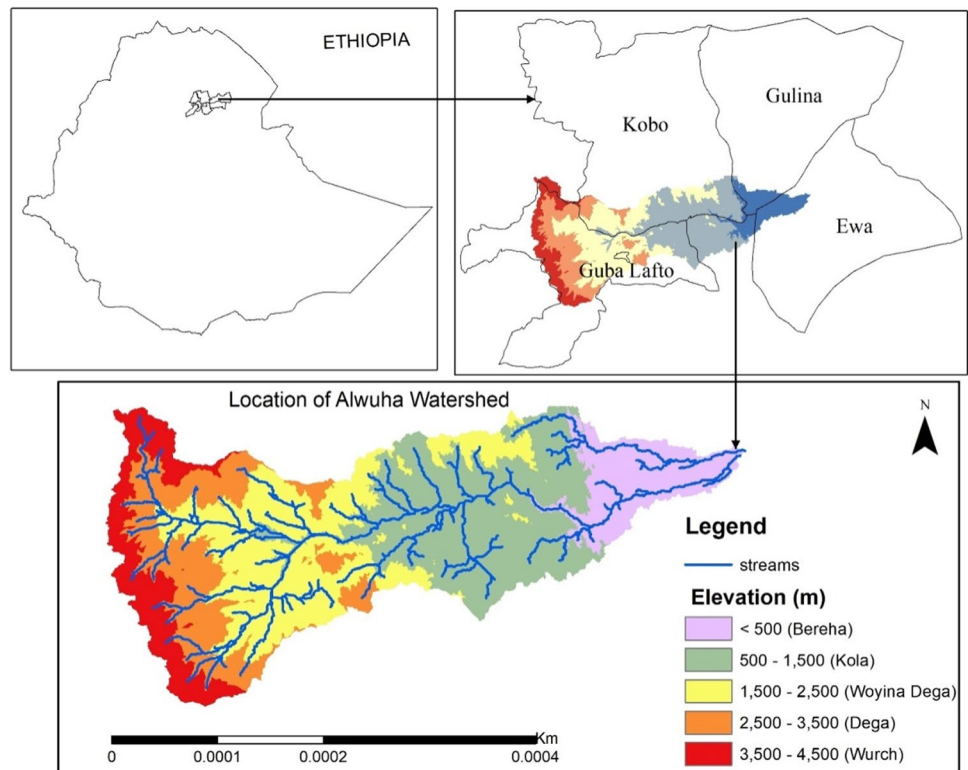 ETHIOPIA
Gulina
Kobo
Ewa
Guba Lafto
Location of Alwuha Watershed
N
Legend
streams
Elevation (m)
< 500 (Bereha)
500 - 1,500 (Kola)
1,500 - 2,500 (Woyina Dega)
2,500 - 3,500 (Dega)
3,500 - 4,500 (Wurch)
Km
0 0.0001 0.0002 0.0004